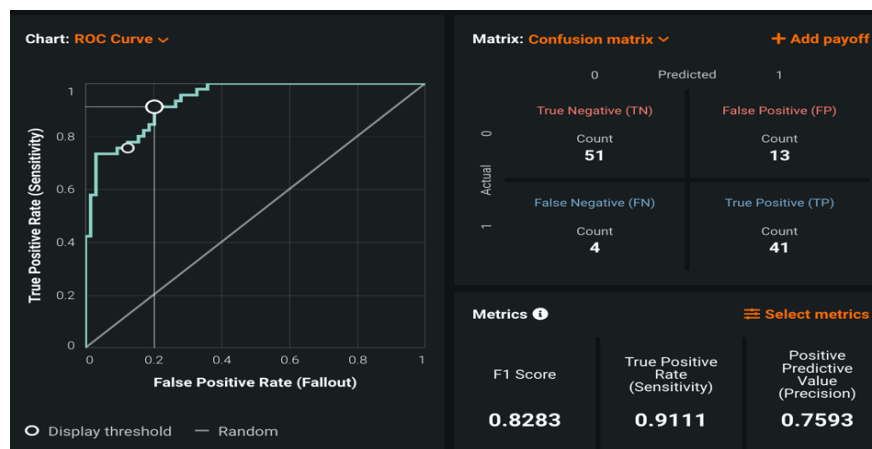 Chart: ROC Curve
True Positive Rate (Sensitivity)
1
0.8
0.6
0.4
0.2
0
0
0.2
0.4
0.6
0.8
1
False Positive Rate (Fallout)
Display threshold
Random
Matrix: Confusion matrix
+ Add payoff
0 Predicted 1
Actual
0
1
True Negative (TN)
Count
51
False Positive (FP)
Count
13
False Negative (FN)
Count
4
True Positive (TP)
Count
41
Metrics
Select metrics
F1 Score
0.8283
True Positive
Rate
(Sensitivity)
0.9111
Positive
Predictive
Value
(Precision)
0.7593